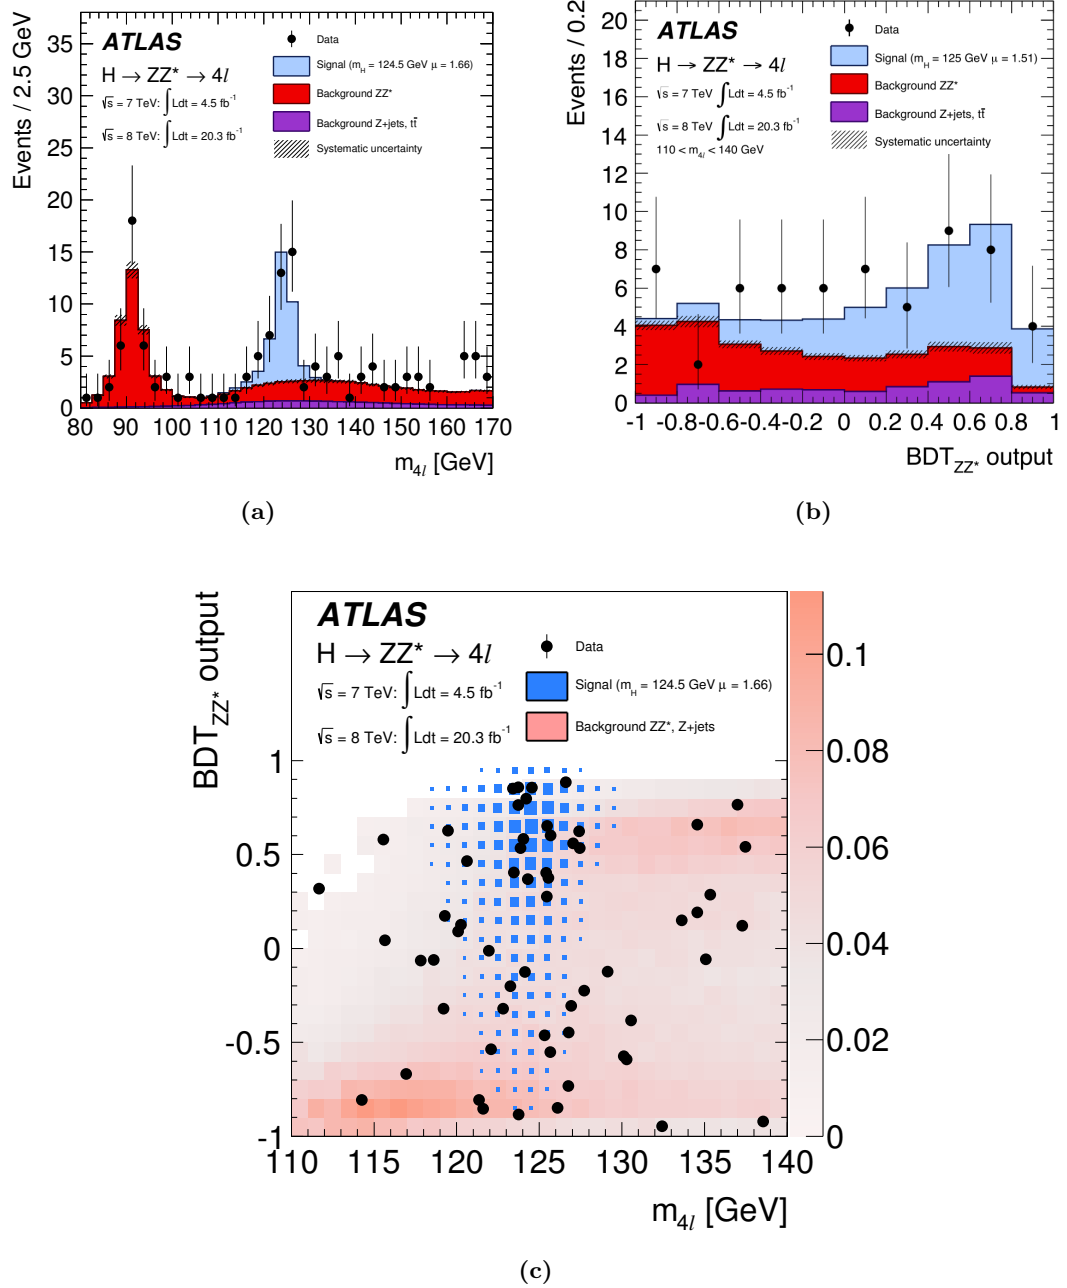 ATLAS
H → ZZ* → 4l
√s = 7 TeV: ∫Ldt = 4.5 fb⁻¹
√s = 8 TeV: ∫Ldt = 20.3 fb⁻¹
Data
Signal (m_H = 124.5 GeV μ = 1.66)
Background ZZ*
Background Z+jets, tt̄
Systematic uncertainty
Events / 2.5 GeV
35
30
25
20
15
10
5
0
80 90 100 110 120 130 140 150 160 170
m_4l [GeV]
(a)
ATLAS
H → ZZ* → 4l
√s = 7 TeV ∫Ldt = 4.5 fb⁻¹
√s = 8 TeV ∫Ldt = 20.3 fb⁻¹
110 < m_4l < 140 GeV
Data
Signal (m_H = 125 GeV μ = 1.51)
Background ZZ*
Background Z+jets, tt̄
Systematic uncertainty
Events / 0.2
20
18
16
14
12
10
8
6
4
2
0
-1 -0.8 -0.6 -0.4 -0.2 0 0.2 0.4 0.6 0.8 1
BDT_ZZ* output
(b)
ATLAS
H → ZZ* → 4l
√s = 7 TeV: ∫Ldt = 4.5 fb⁻¹
√s = 8 TeV: ∫Ldt = 20.3 fb⁻¹
Data
Signal (m_H = 124.5 GeV μ = 1.66)
Background ZZ*, Z+jets
BDT_ZZ* output
1
0.5
0
-0.5
-1
110 115 120 125 130 135 140
m_4l [GeV]
0.1
0.08
0.06
0.04
0.02
0
(c)